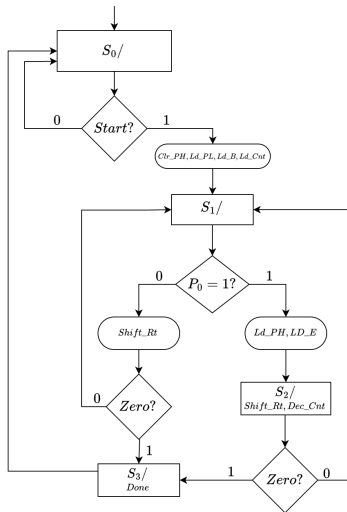 S₀/
Start?
0
1
Clr_PH, Ld_PL, Ld_B, Ld_Cnt
S₁/
P₀ = 1?
0
1
Shift_Rt
Ld_PH, LD_E
S₂/
Shift_Rt, Dec_Cnt
Zero?
0
1
S₃/
Done
Zero?
1
0